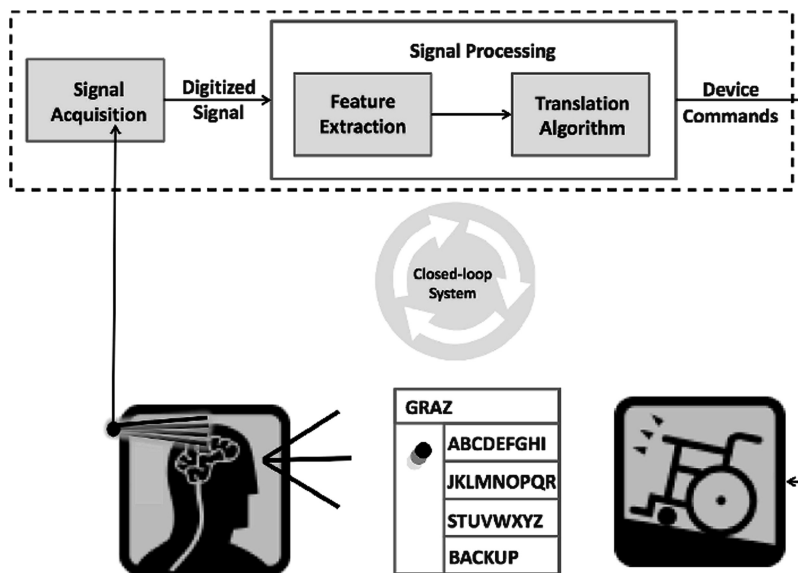 Signal Processing
Signal
Acquisition
Digitized
Signal
Feature
Extraction
Translation
Algorithm
Device
Commands
Closed-loop
System
GRAZ
ABCDEFGHI
JKLMNOPQR
STUVWXYZ
BACKUP